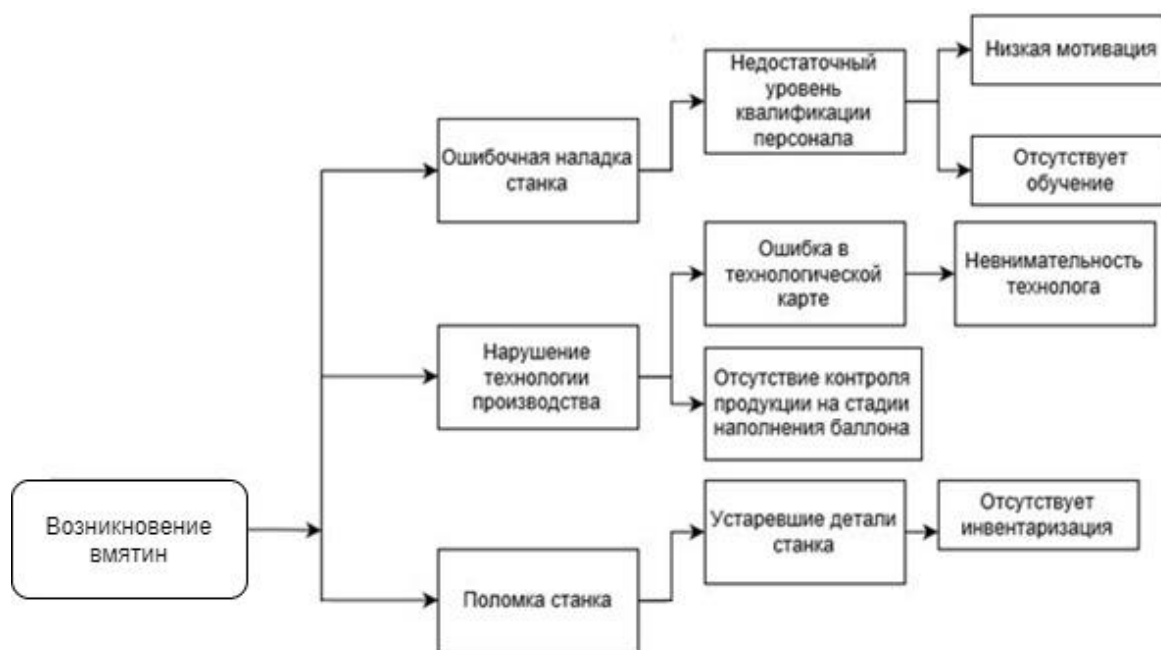 Возникновение
вмятин
Ошибочная наладка
станка
Недостаточный
уровень
квалификации
персонала
Низкая мотивация
Отсутствует
обучение
Нарушение
технологии
производства
Ошибка в
технологической
карте
Невнимательность
технолога
Отсутствие контроля
продукции на стадии
наполнения баллона
Поломка станка
Устаревшие детали
станка
Отсутствует
инвентаризация